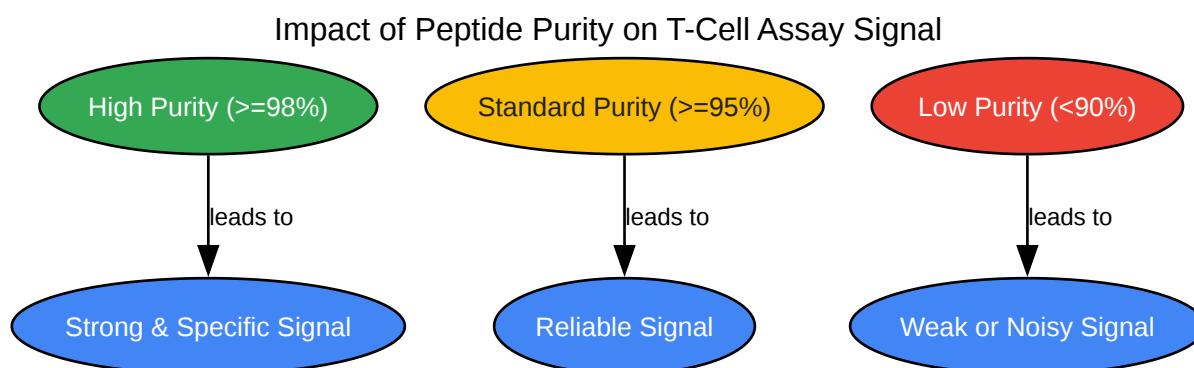 Impact of Peptide Purity on T-Cell Assay Signal
High Purity (>=98%)
Standard Purity (>=95%)
Low Purity (<90%)
leads to
leads to
leads to
Strong & Specific Signal
Reliable Signal
Weak or Noisy Signal